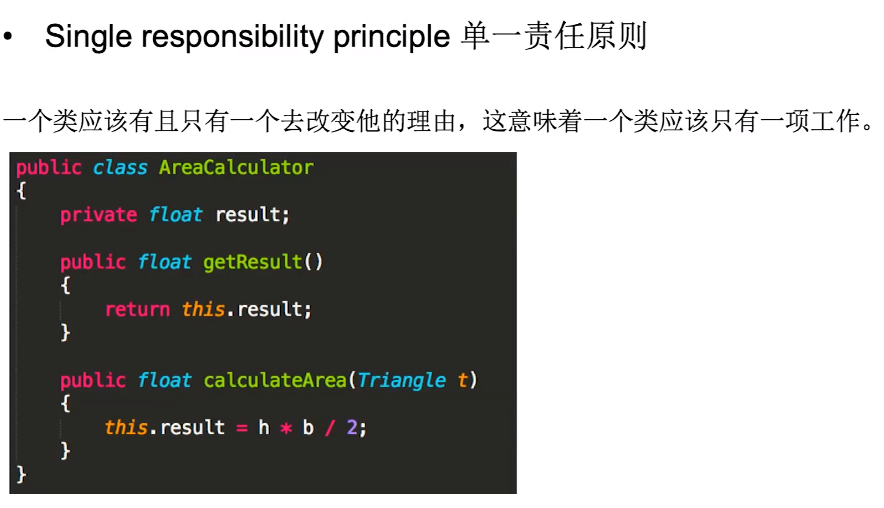 • Single responsibility principle 单一责任原则
一个类应该有且只有一个去改变他的理由，这意味着一个类应该只有一项工作。
public class AreaCalculator
{
    private float result;

    public float getResult()
    {
        return this.result;
    }

    public float calculateArea(Triangle t)
    {
        this.result = h * b / 2;
    }
}